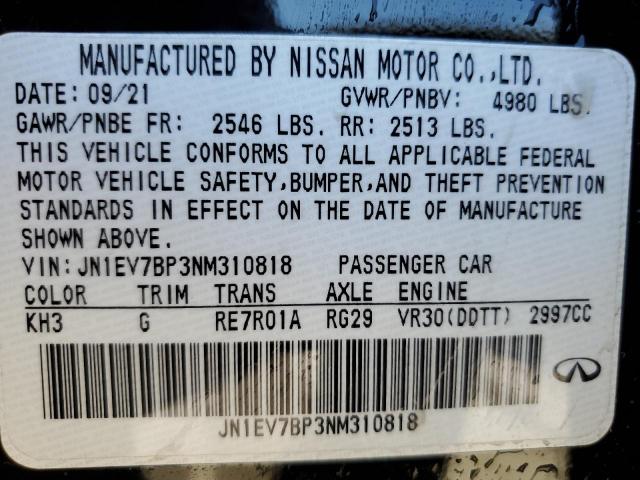 MANUFACTURED BY NISSAN MOTOR CO.,LTD.
DATE: 09/21 GVWR/PNBV: 4980 LBS.
GAWR/PNBE FR: 2546 LBS. RR: 2513 LBS.
THIS VEHICLE CONFORMS TO ALL APPLICABLE FEDERAL
MOTOR VEHICLE SAFETY,BUMPER,AND THEFT PREVENTION
STANDARDS IN EFFECT ON THE DATE OF MANUFACTURE
SHOWN ABOVE.
VIN:JN1EV7BP3NM310818 PASSENGER CAR
COLOR TRIM TRANS AXLE ENGINE
KH3 G RE7R01A RG29 VR30(DDTT) 2997CC
JN1EV7BP3NM310818